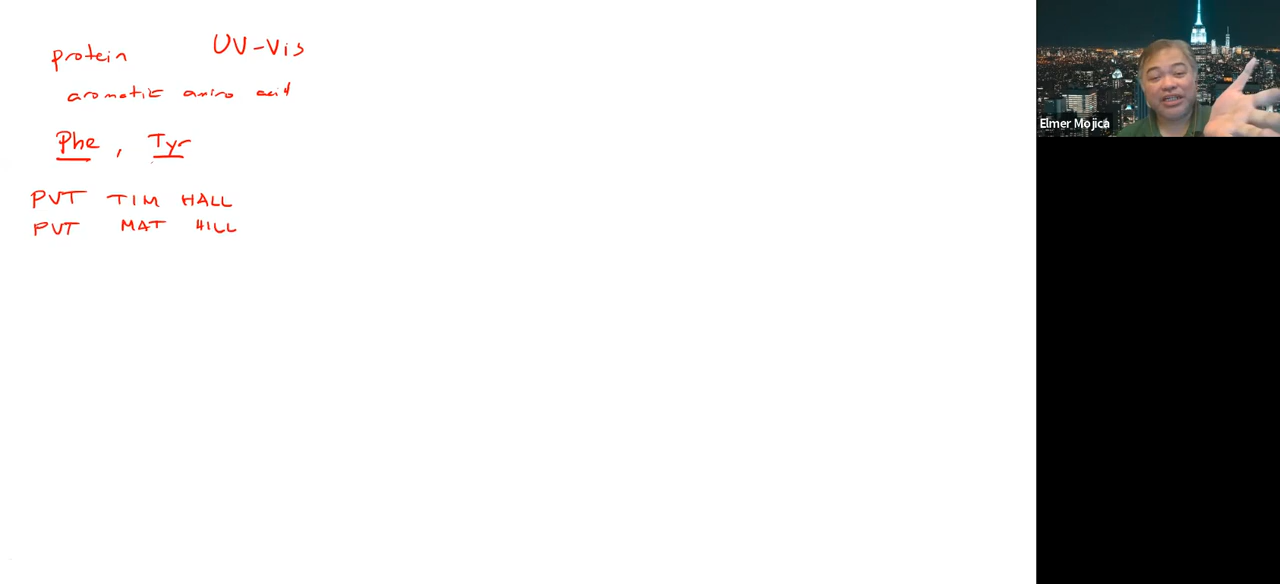 protein UV-Vis
aromatic amino acid
Phe, Tyr
PVT TIM HALL
PVT MAT HILL
Elmer Mojica